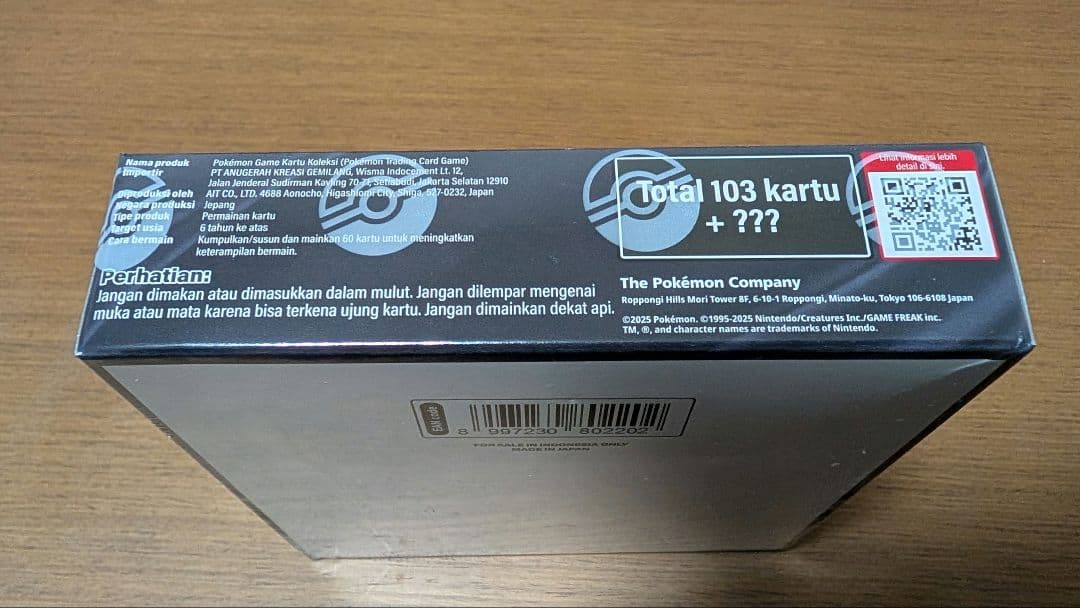 Nama produk Pokémon Game Kartu Koleksi (Pokémon Trading Card Game)
Importir PT ANUGERAH KREASI GEMILANG, Wisma Indocement Lt. 12,
Jalan Jenderal Sudirman Kavling 70-71, Setiabudi, Jakarta Selatan 12910
Diproduksi oleh AIT CO., LTD. 4688 Aonocho, Higashiomi City, Shiga, 527-0232, Japan
Negara produksi Jepang
Tipe produk Permainan kartu
Target usia 6 tahun ke atas
Cara bermain Kumpulkan/susun dan mainkan 60 kartu untuk meningkatkan
keterampilan bermain.
Perhatian:
Jangan dimakan atau dimasukkan dalam mulut. Jangan dilempar mengenai
muka atau mata karena bisa terkena ujung kartu. Jangan dimainkan dekat api.
Total 103 kartu
+ ???
Lihat informasi lebih
detail di sini.
The Pokémon Company
Roppongi Hills Mori Tower 8F, 6-10-1 Roppongi, Minato-ku, Tokyo 106-6108 Japan
©2025 Pokémon. ©1995-2025 Nintendo/Creatures Inc./GAME FREAK inc.
TM, ®, and character names are trademarks of Nintendo.
EAN code
8 997230 802202
FOR SALE IN INDONESIA ONLY
MADE IN JAPAN